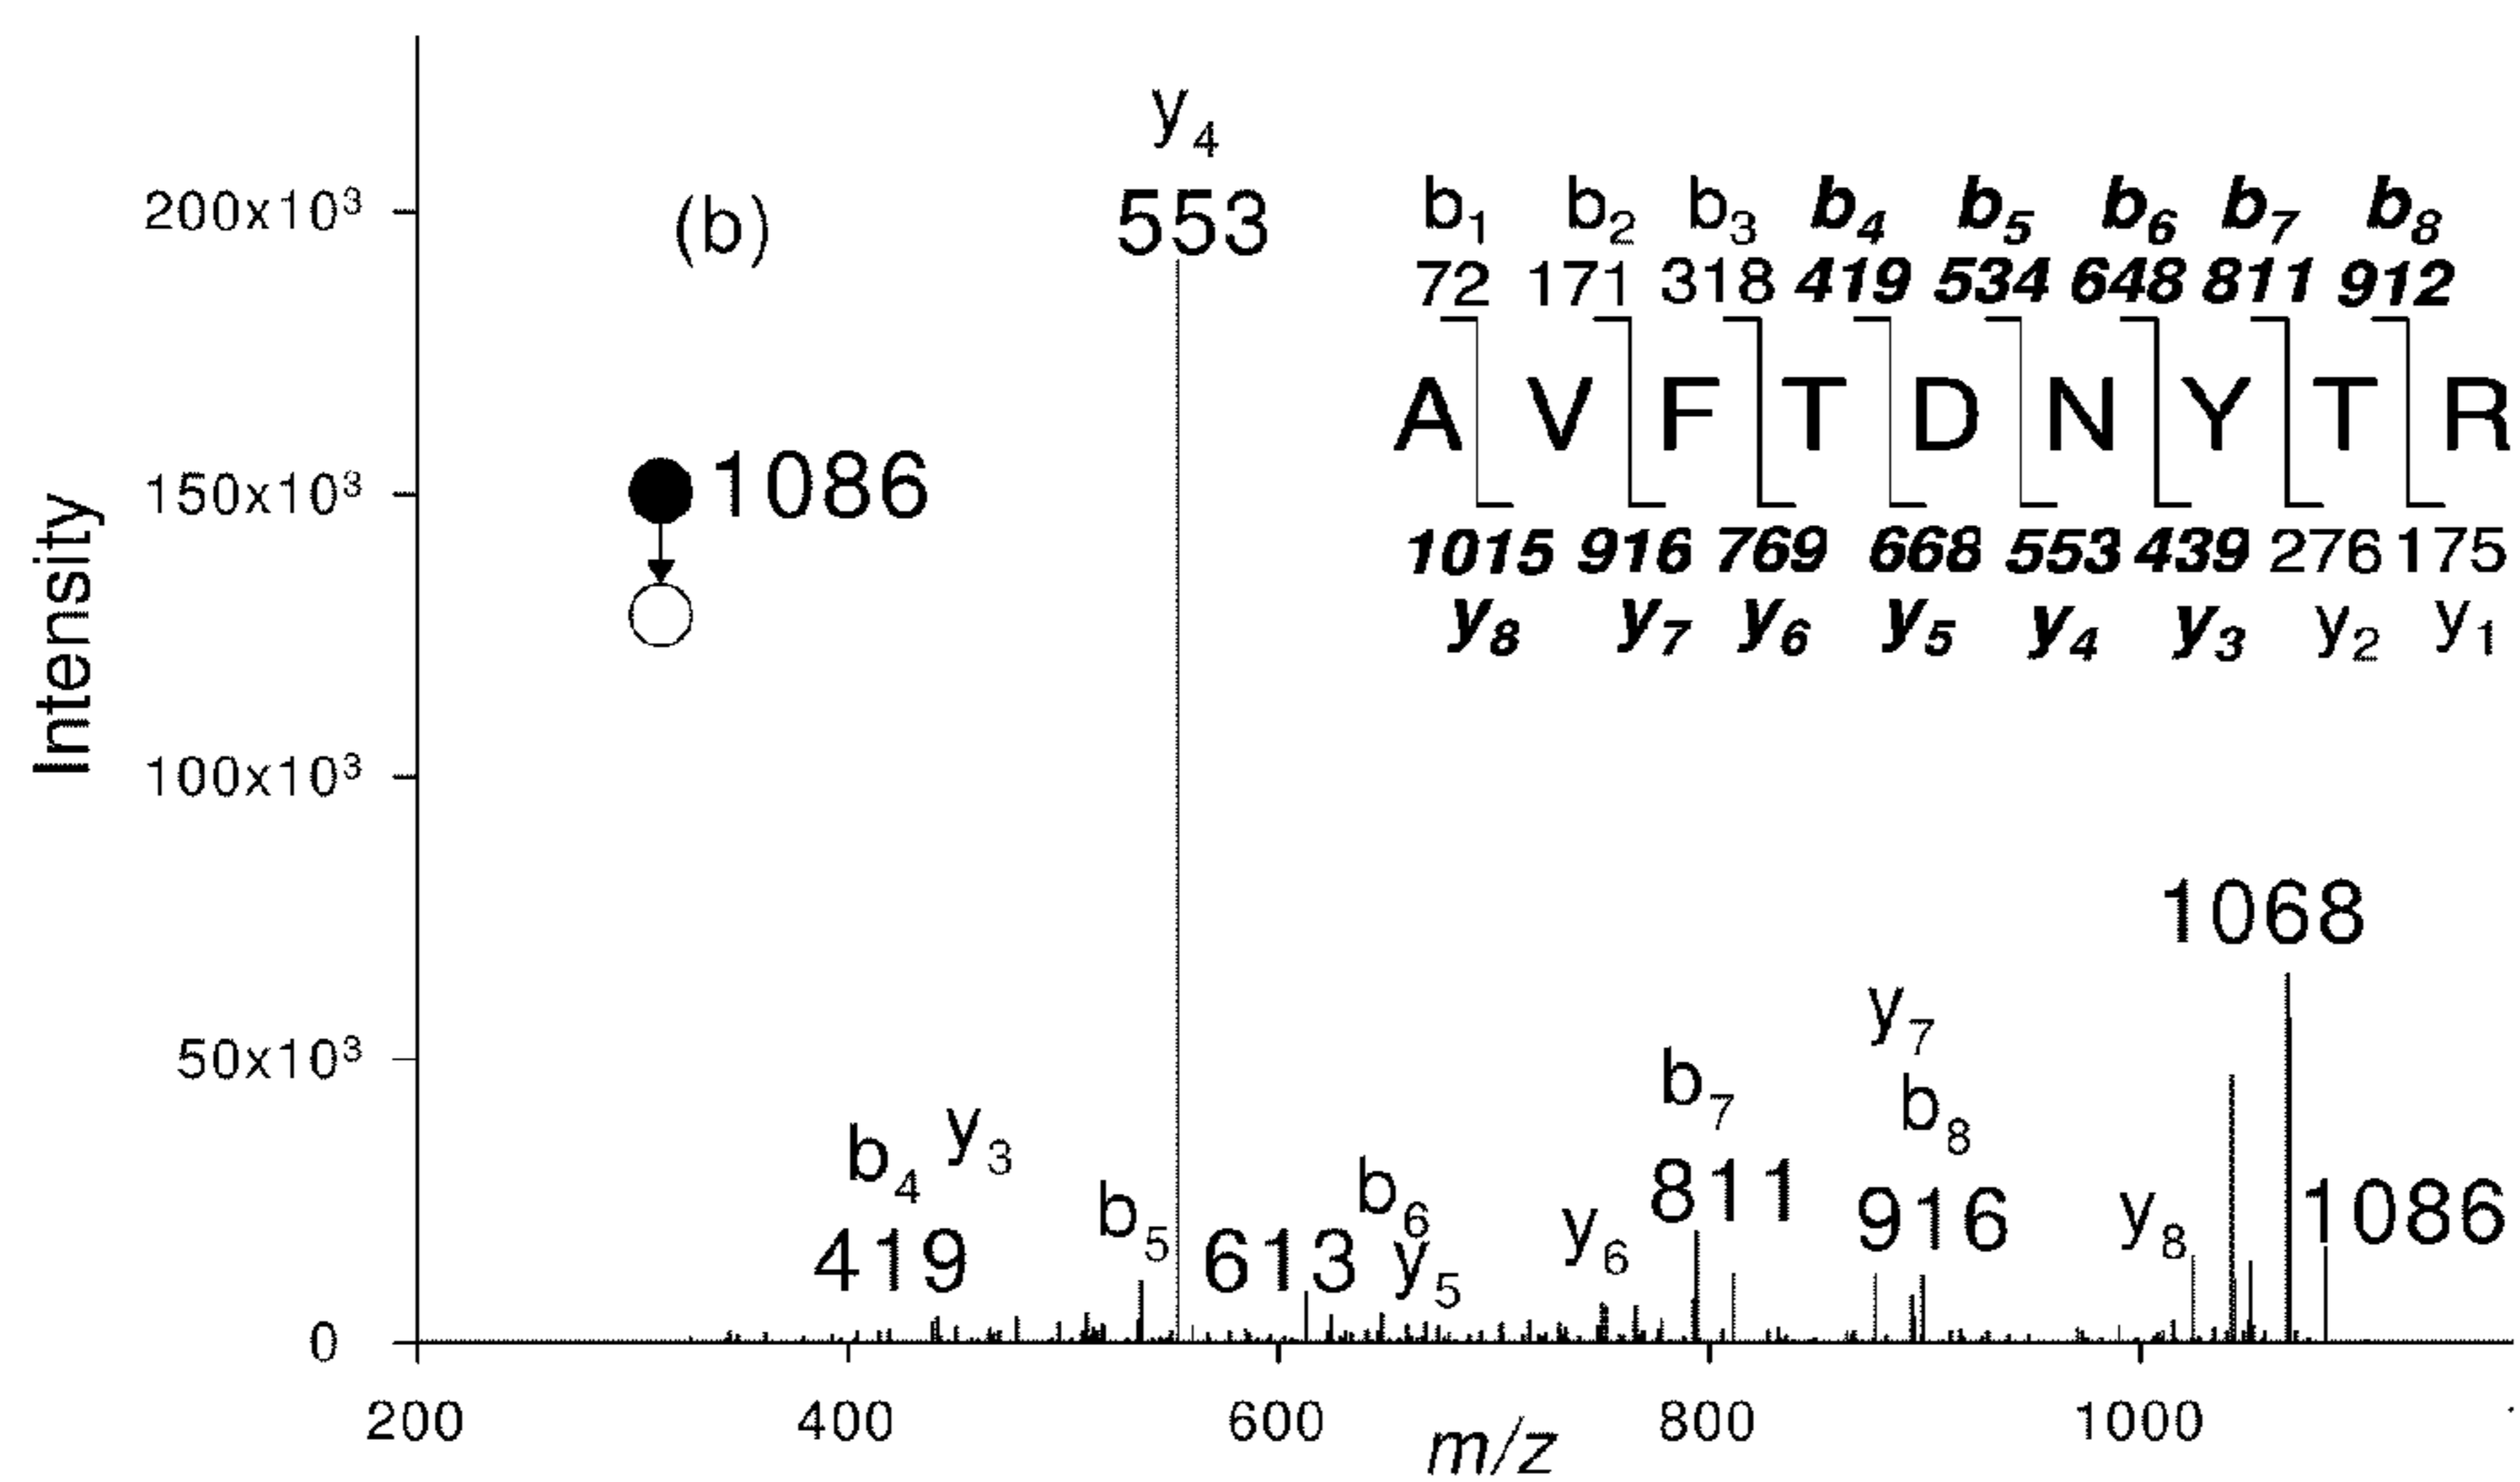 y4
553
(b)
200x10³
150x10³
100x10³
50x10³
0
Intensity
1086
b1 b2 b3 b4 b5 b6 b7 b8
72 171 318 419 534 648 811 912
A V F T D N Y T R
1015 916 769 668 553 439 276 175
y8 y7 y6 y5 y4 y3 y2 y1
1068
y7
b7 b8
b4 y3
811
916
b5
b6
y6
y8
1086
419
613
y5
200 400 600 800 1000
m/z